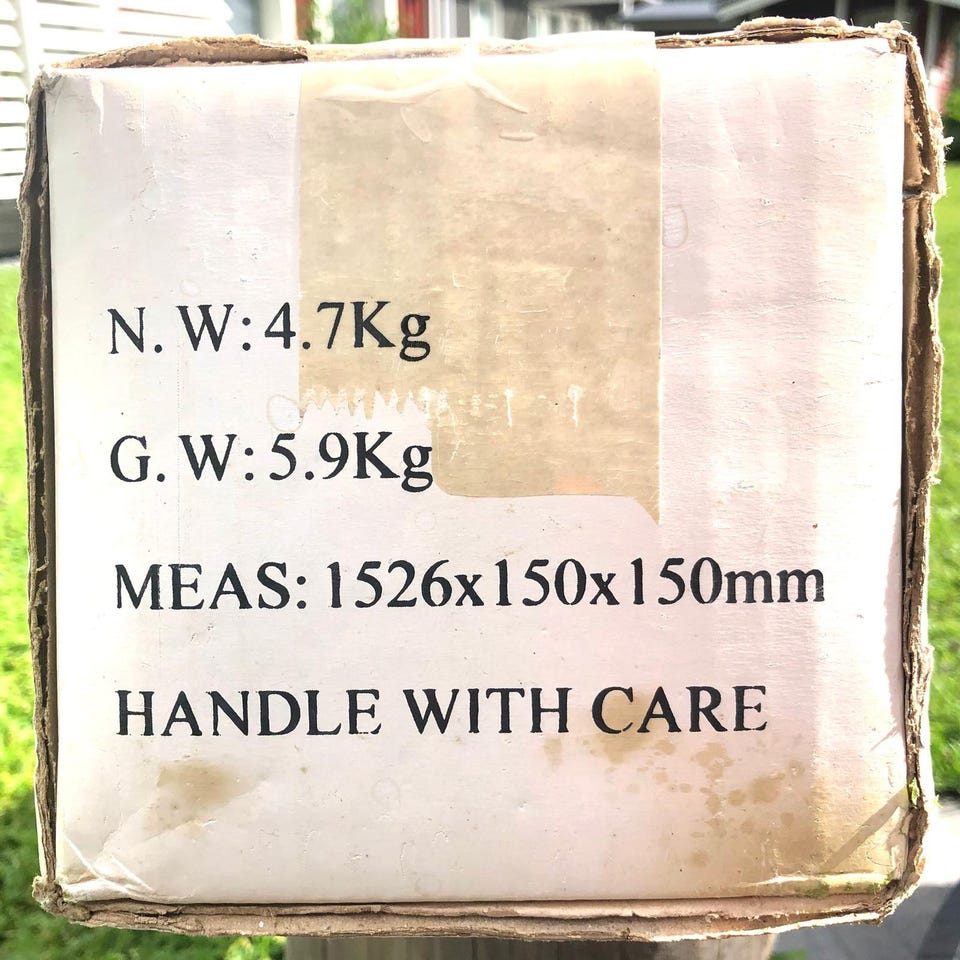 N. W: 4.7Kg
G. W: 5.9Kg
MEAS: 1526x150x150mm
HANDLE WITH CARE